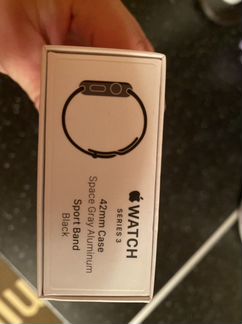 WATCH
SERIES 3
42mm Case
Space Gray Aluminum
Sport Band
Black